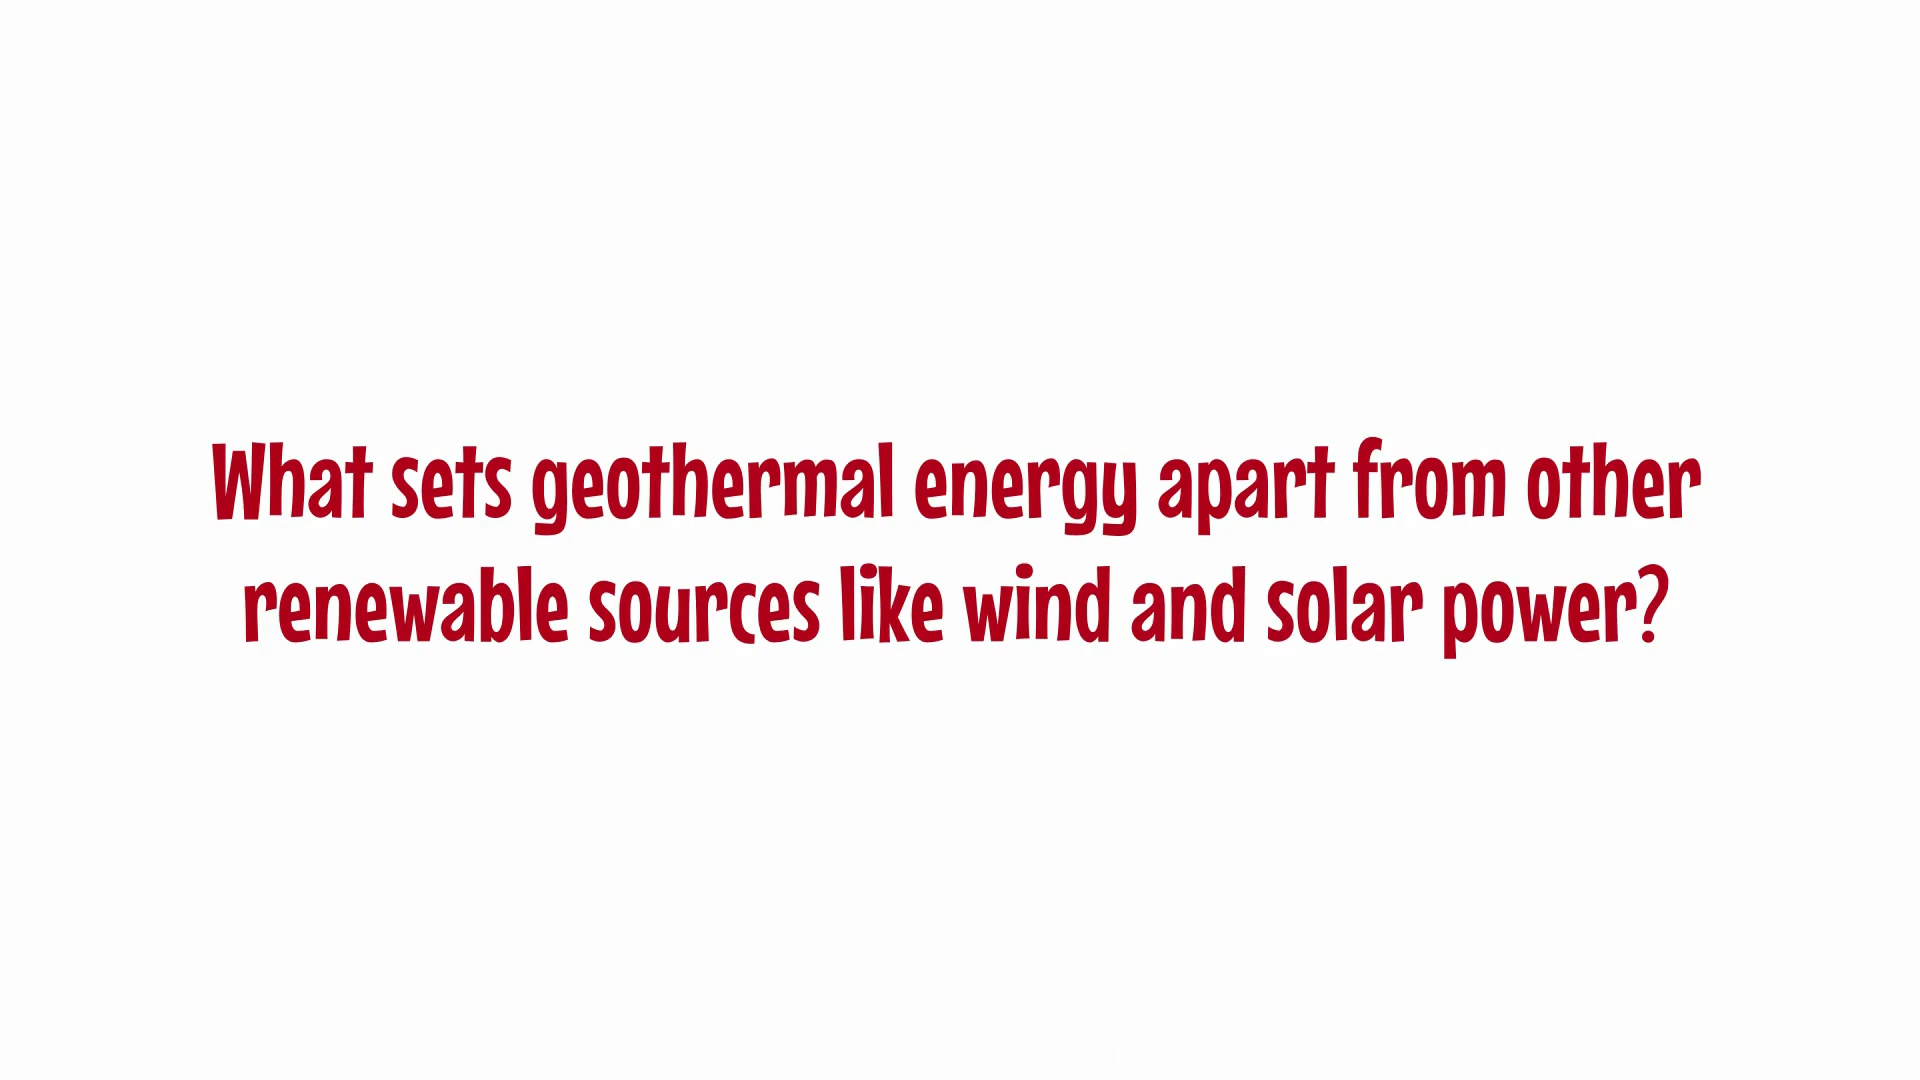 What sets geothermal energy apart from other
renewable sources like wind and solar power?